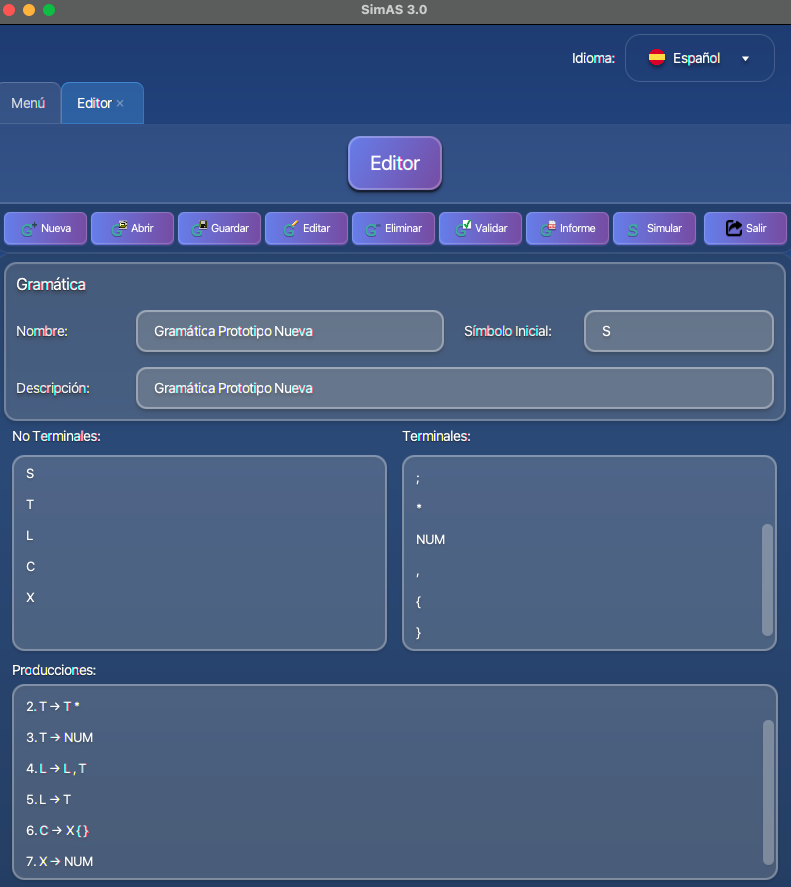 SimAS 3.0
Idioma: Español
Menú Editor ×
Editor
Nueva Abrir Guardar Editar Eliminar Validar Informe Simular Salir
Gramática
Nombre: Gramática Prototipo Nueva Símbolo Inicial: S
Descripción: Gramática Prototipo Nueva
No Terminales: Terminales:
S ;
T *
L NUM
C ,
X {
}
Producciones:
2. T → T *
3. T → NUM
4. L → L , T
5. L → T
6. C → X { }
7. X → NUM